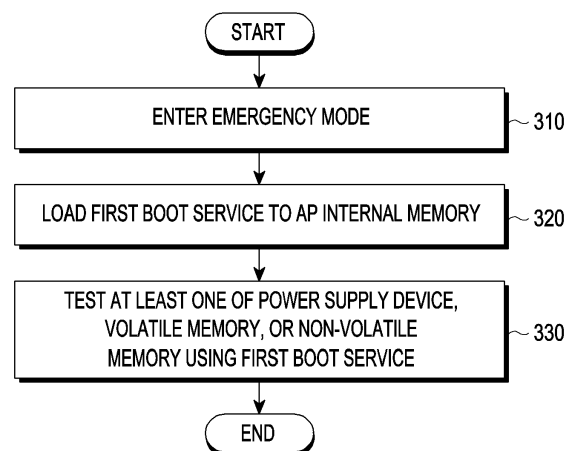 START
ENTER EMERGENCY MODE
310
LOAD FIRST BOOT SERVICE TO AP INTERNAL MEMORY
320
TEST AT LEAST ONE OF POWER SUPPLY DEVICE,
VOLATILE MEMORY, OR NON-VOLATILE
MEMORY USING FIRST BOOT SERVICE
330
END